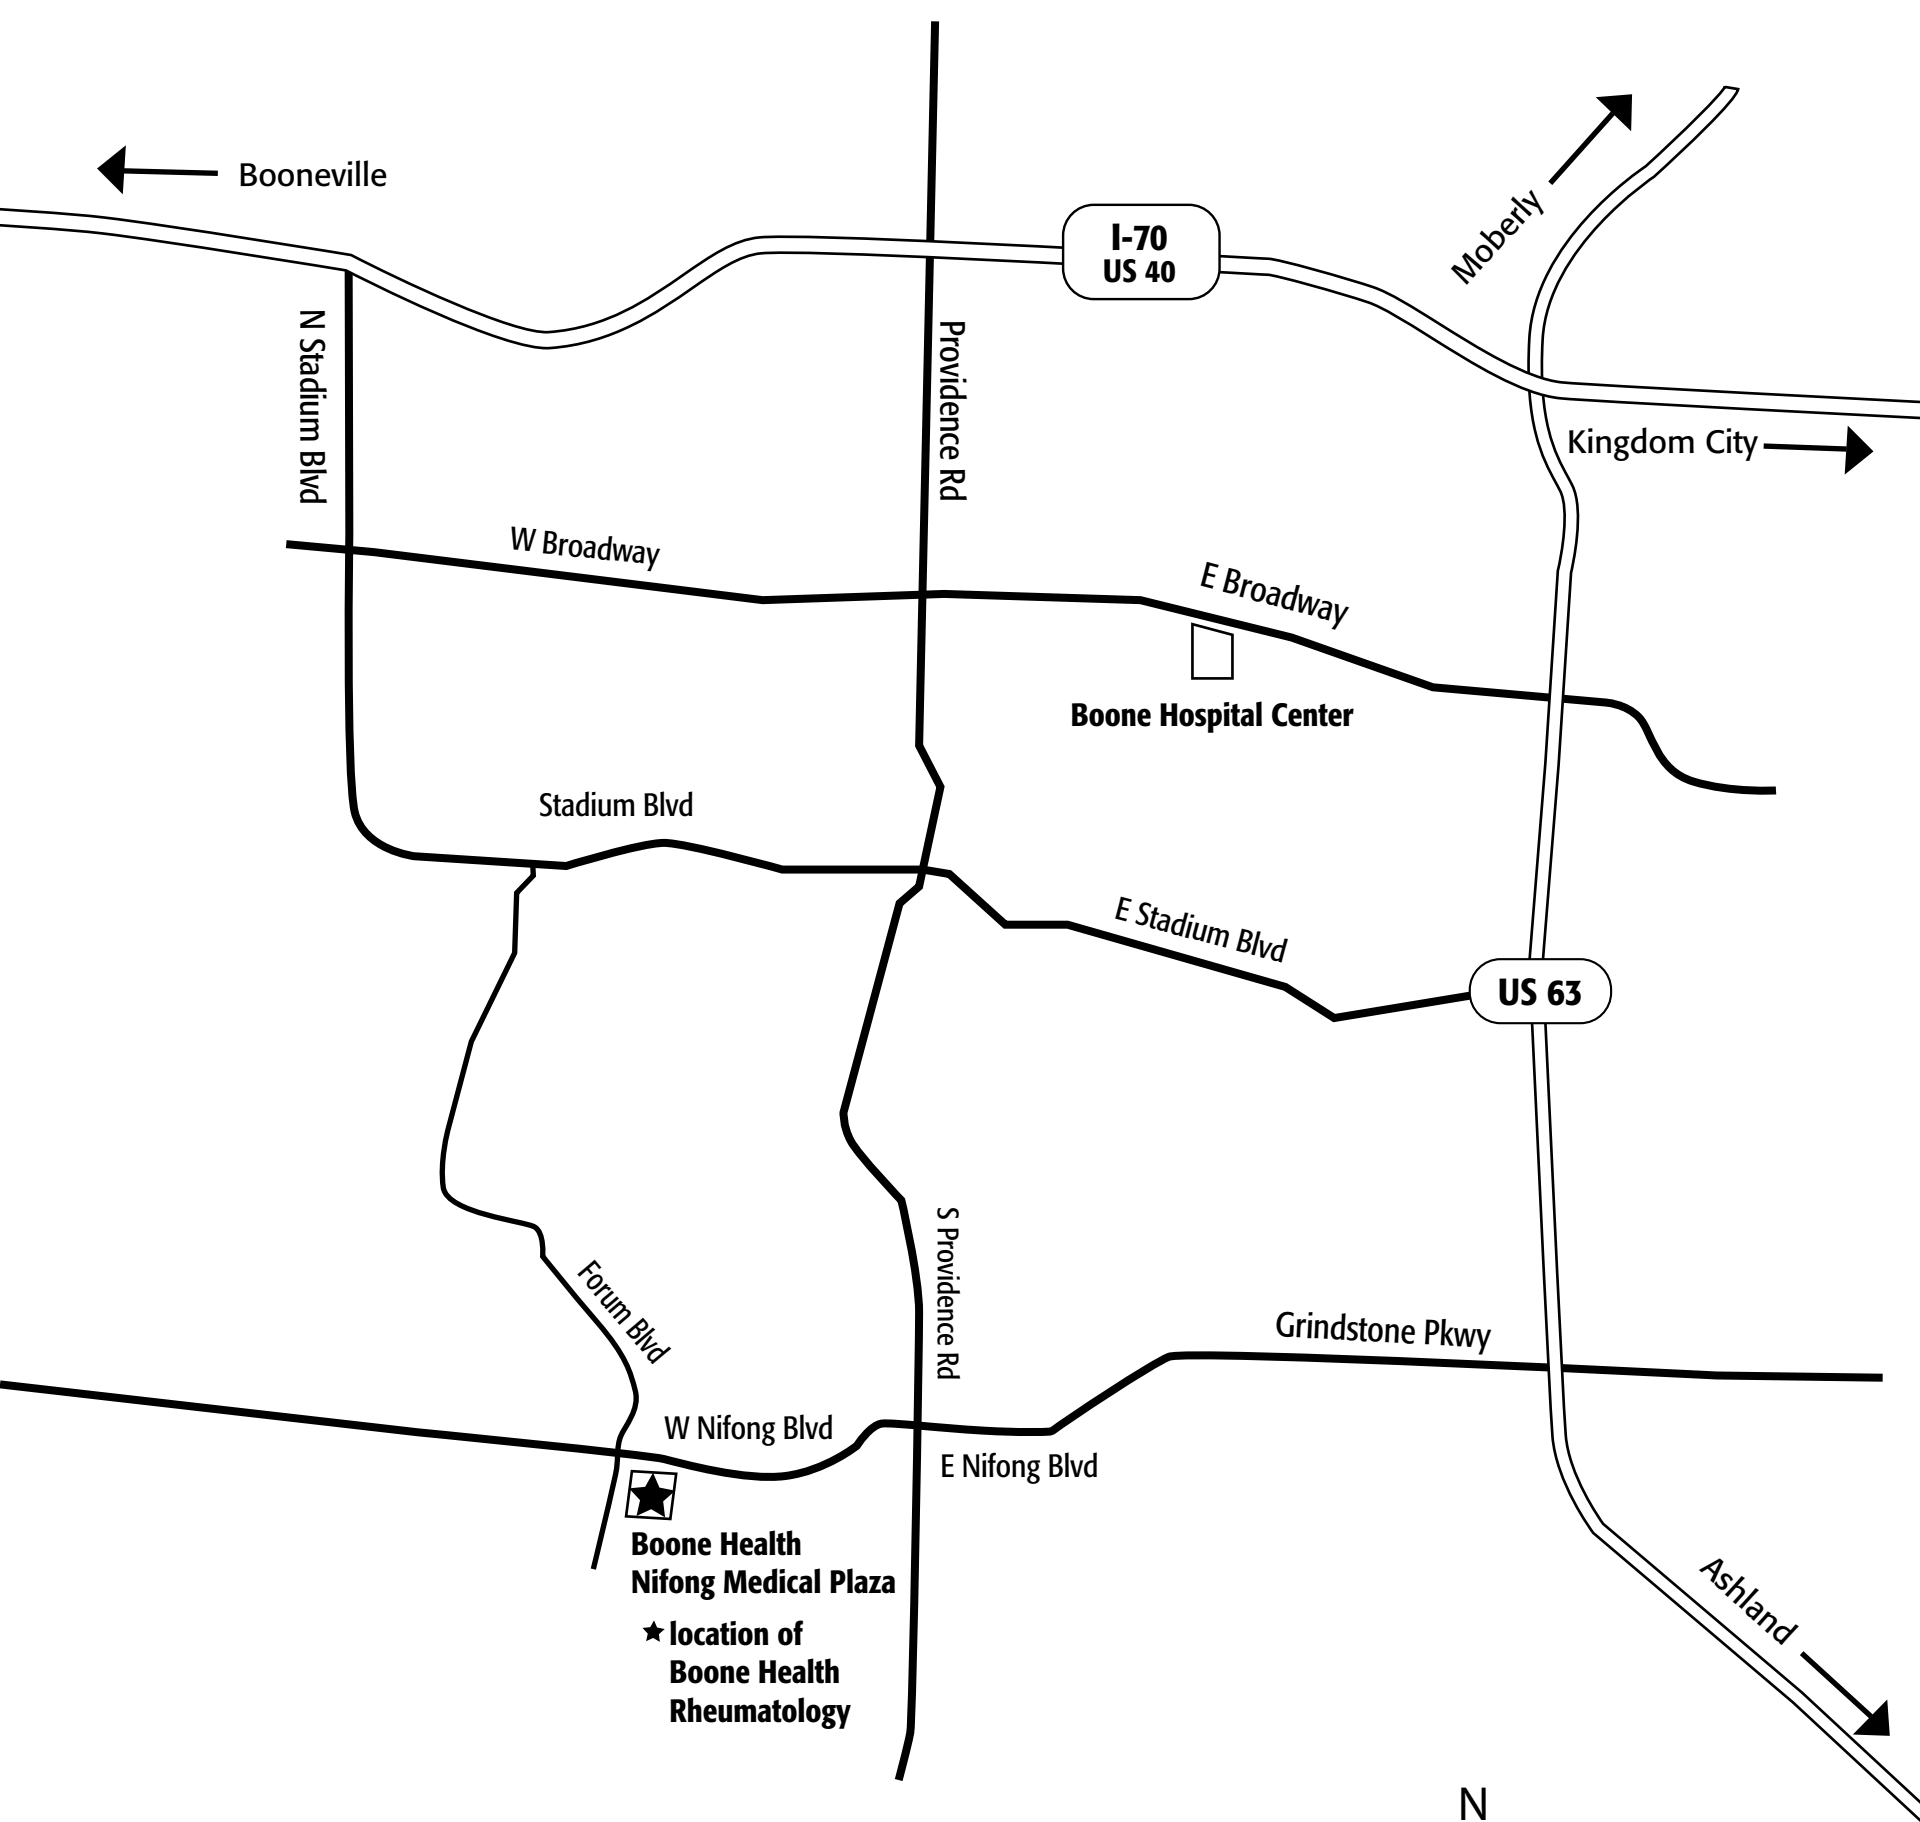 Booneville
I-70
US 40
Moberly
N Stadium Blvd
Providence Rd
Kingdom City
W Broadway
E Broadway
Boone Hospital Center
Stadium Blvd
E Stadium Blvd
US 63
Forum Blvd
S Providence Rd
Grindstone Pkwy
W Nifong Blvd
E Nifong Blvd
Boone Health
Nifong Medical Plaza
★ location of
Boone Health
Rheumatology
Ashland
N